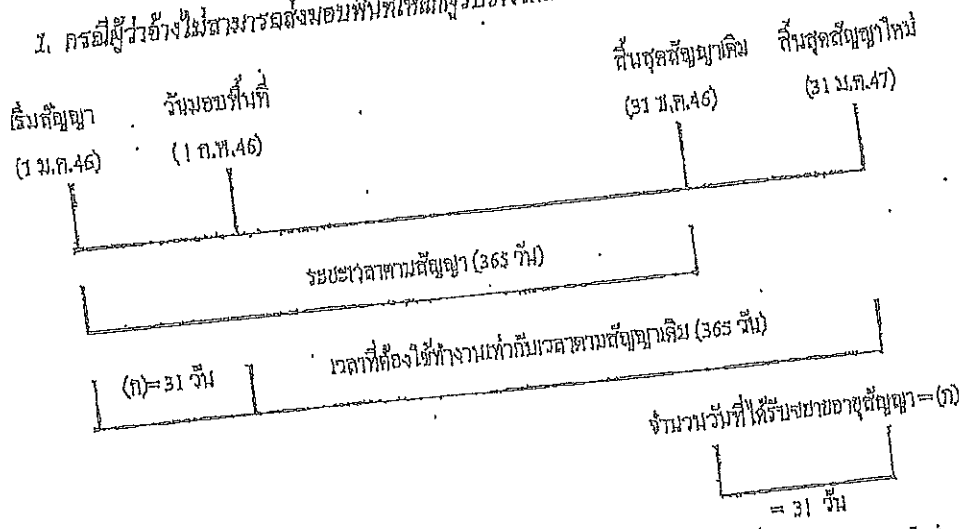 1. กรณีผู้ว่าจ้างไม่สามารถส่งมอบพื้นที่ให้แก่ผู้รับจ้าง
เริ่มสัญญา
(1 ม.ค.46)
วันมอบพื้นที่
(1 ก.พ.46)
สิ้นสุดสัญญาเดิม
(31 ธ.ค.46)
สิ้นสุดสัญญาใหม่
(31 ม.ค.47)
ระยะเวลาตามสัญญา (365 วัน)
(ก)=31 วัน
เวลาที่ต้องใช้ทำงานเท่ากับเวลาตามสัญญาเดิม (365 วัน)
จำนวนวันที่ได้รับขยายอายุสัญญา=(ก)
= 31 วัน